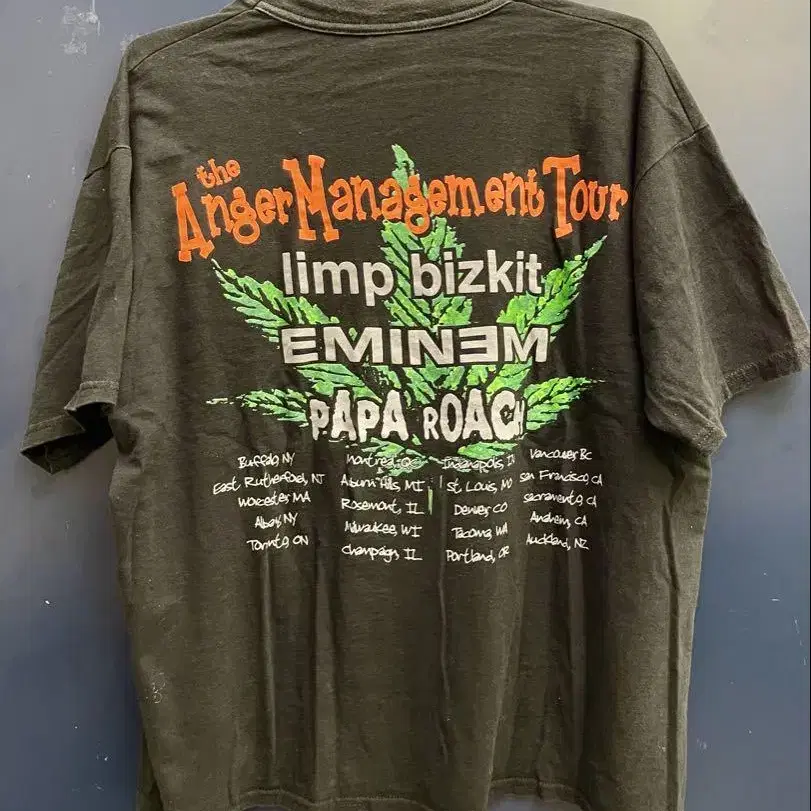 the
Anger Management Tour
limp bizkit
EMINEM
PAPA ROACH
Buffalo, NY
East Rutherford, NJ
Worcester, MA
Albany, NY
Toronto, ON
Montreal, QC
Auburn Hills, MI
Rosemont, IL
Milwaukee, WI
Champaign, IL
Indianapolis, IN
St. Louis, MO
Denver, CO
Tacoma, WA
Portland, OR
Vancouver BC
San Francisco, CA
Sacramento, CA
Anaheim, CA
Auckland, NZ